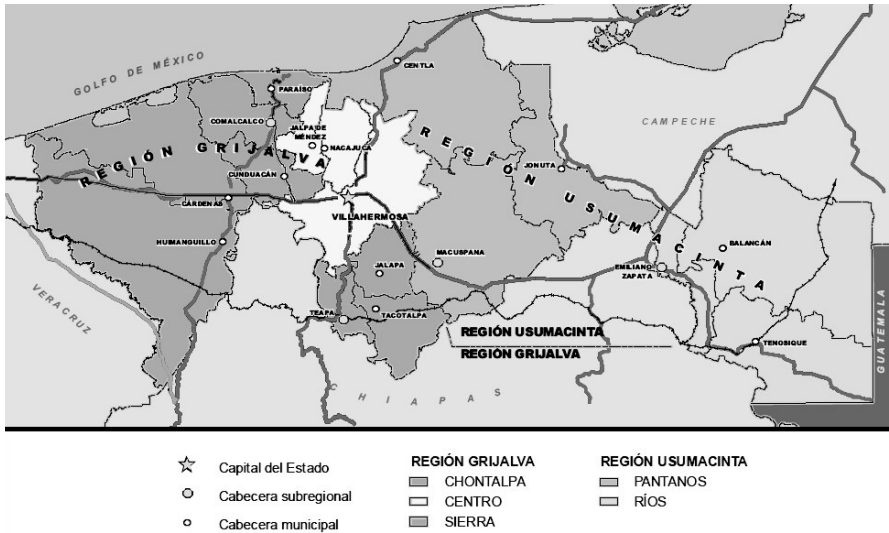 GOLFO DE MÉXICO
CENTLA
PARAÍSO
COMALCALCO
JALPA DE
MÉNDEZ
NACAJUCA
CAMPECHE
REGIÓN GRIJALVA
REGIÓN USUMACINTA
JONUTA
CUNDUACÁN
CÁRDENAS
VILLAHERMOSA
HUIMANGUILLO
MACUSPANA
BALANCÁN
JALAPA
EMILIANO
ZAPATA
VERACRUZ
TEAPA
TACOTALPA
REGIÓN USUMACINTA
REGIÓN GRIJALVA
TENOSIQUE
GUATEMALA
CHIAPAS
Capital del Estado
Cabecera subregional
Cabecera municipal
REGIÓN GRIJALVA
CHONTALPA
CENTRO
SIERRA
REGIÓN USUMACINTA
PANTANOS
RÍOS